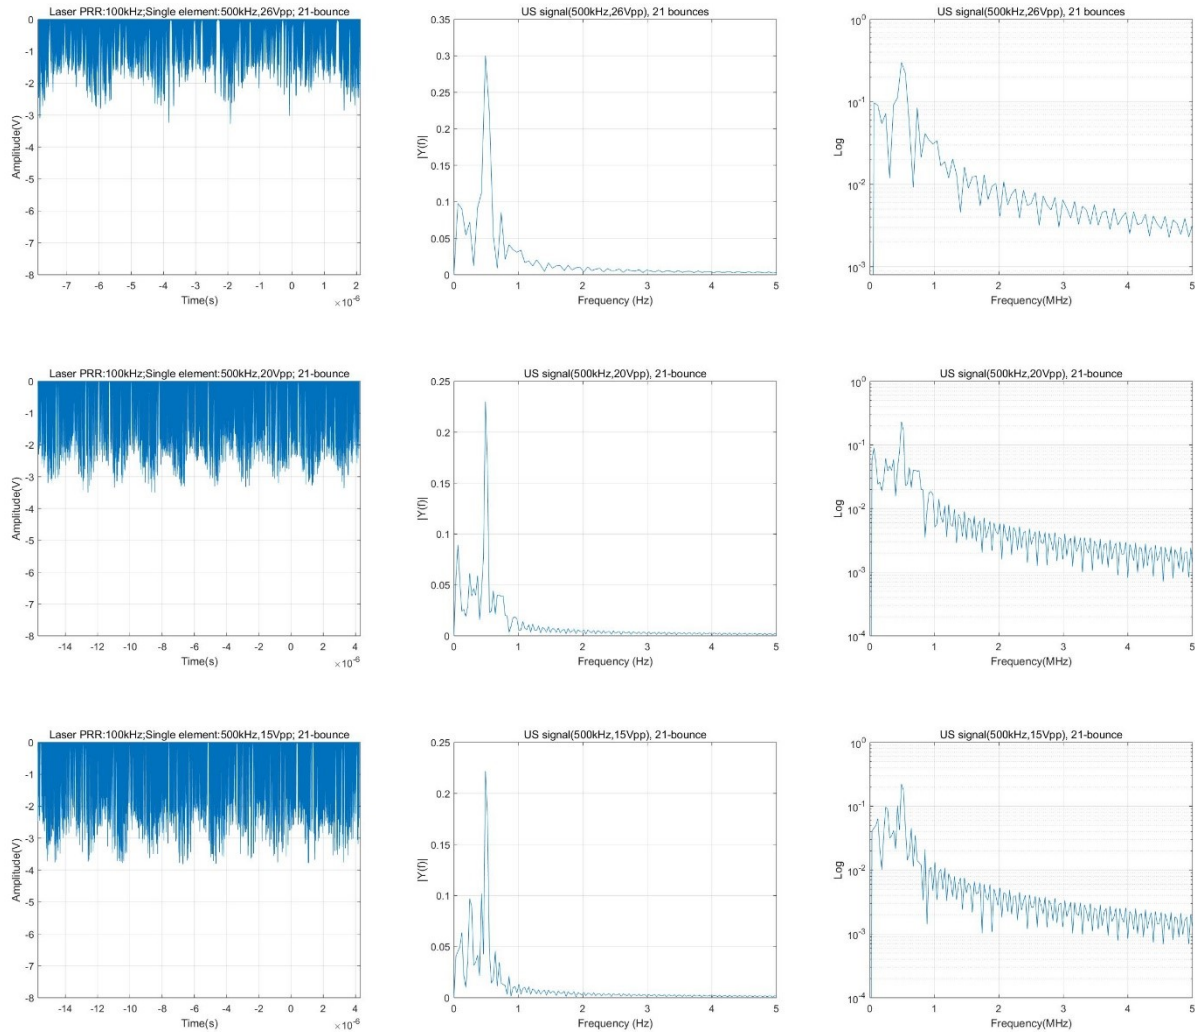 Laser PRR:100kHz;Single element:500kHz,26Vpp; 21-bounce
0
-1
-2
-3
-4
-5
-6
-7
-8
Amplitude(V)
-7 -6 -5 -4 -3 -2 -1 0 1 2
Time(s)
×10⁻⁶
US signal(500kHz,26Vpp), 21 bounces
0.35
0.3
0.25
0.2
0.15
0.1
0.05
0
|Y(f)|
0 1 2 3 4 5
Frequency (Hz)
US signal(500kHz,26Vpp), 21 bounces
10⁰
10⁻¹
10⁻²
10⁻³
Log
0 1 2 3 4 5
Frequency(MHz)
Laser PRR:100kHz;Single element:500kHz,20Vpp; 21-bounce
0
-1
-2
-3
-4
-5
-6
-7
-8
Amplitude(V)
-14 -12 -10 -8 -6 -4 -2 0 2 4
Time(s)
×10⁻⁶
US signal(500kHz,20Vpp), 21-bounce
0.25
0.2
0.15
0.1
0.05
0
|Y(f)|
0 1 2 3 4 5
Frequency (Hz)
US signal(500kHz,20Vpp), 21-bounce
10⁰
10⁻¹
10⁻²
10⁻³
10⁻⁴
Log
0 1 2 3 4 5
Frequency(MHz)
Laser PRR:100kHz;Single element:500kHz,15Vpp; 21-bounce
0
-1
-2
-3
-4
-5
-6
-7
-8
Amplitude(V)
-14 -12 -10 -8 -6 -4 -2 0 2 4
Time(s)
×10⁻⁶
US signal(500kHz,15Vpp), 21-bounce
0.25
0.2
0.15
0.1
0.05
0
|Y(f)|
0 1 2 3 4 5
Frequency (Hz)
US signal(500kHz,15Vpp), 21-bounce
10⁰
10⁻¹
10⁻²
10⁻³
10⁻⁴
Log
0 1 2 3 4 5
Frequency(MHz)